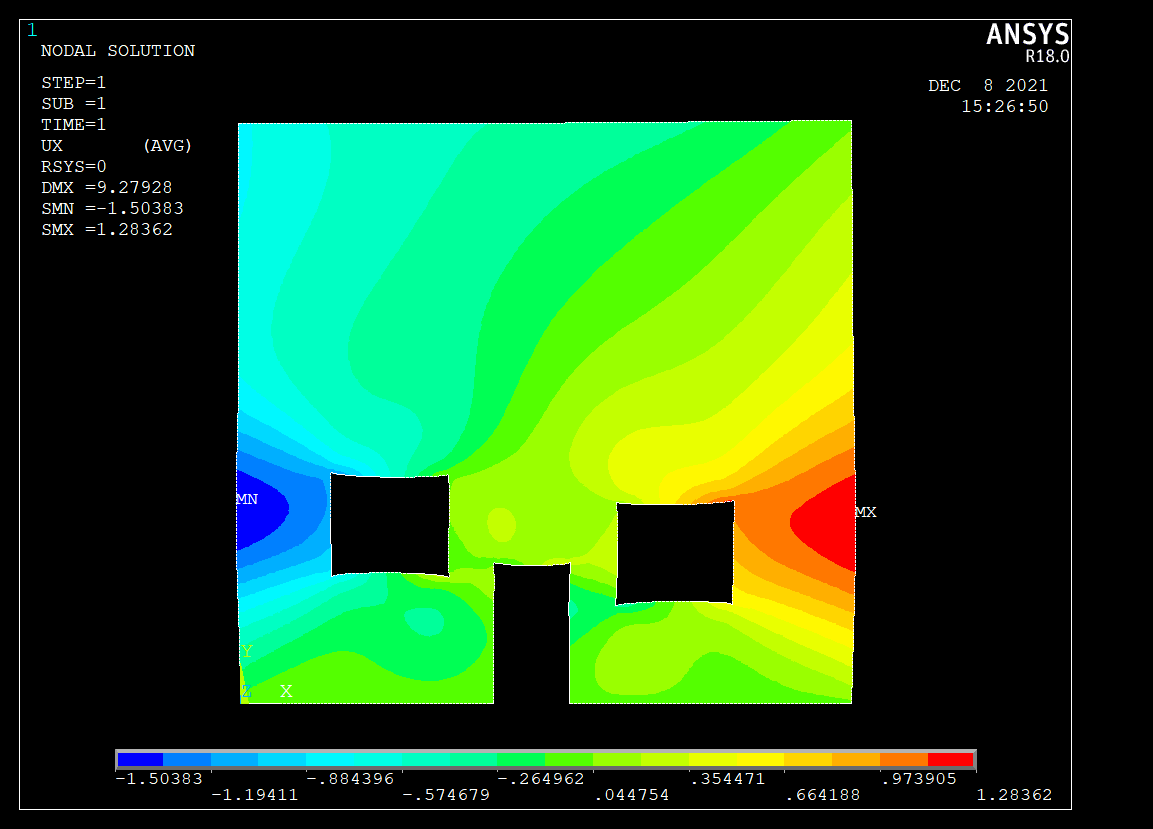 1
ANSYS
R18.0
NODAL SOLUTION
STEP=1
SUB =1
TIME=1
UX (AVG)
RSYS=0
DMX =9.27928
SMN =-1.50383
SMX =1.28362
DEC 8 2021
15:26:50
MN
MX
Y
Z X
-1.50383 -.884396 -.264962 .354471 .973905
-1.19411 -.574679 .044754 .664188 1.28362